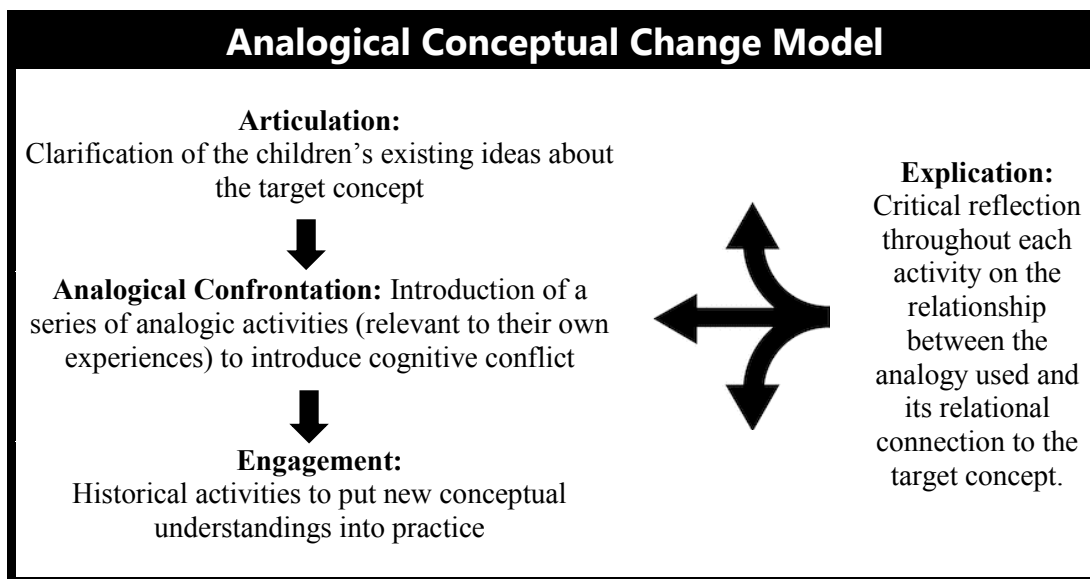 Analogical Conceptual Change Model
Articulation:
Clarification of the children’s existing ideas about
the target concept
Analogical Confrontation: Introduction of a
series of analogic activities (relevant to their own
experiences) to introduce cognitive conflict
Engagement:
Historical activities to put new conceptual
understandings into practice
Explication:
Critical reflection
throughout each
activity on the
relationship
between the
analogy used and
its relational
connection to the
target concept.